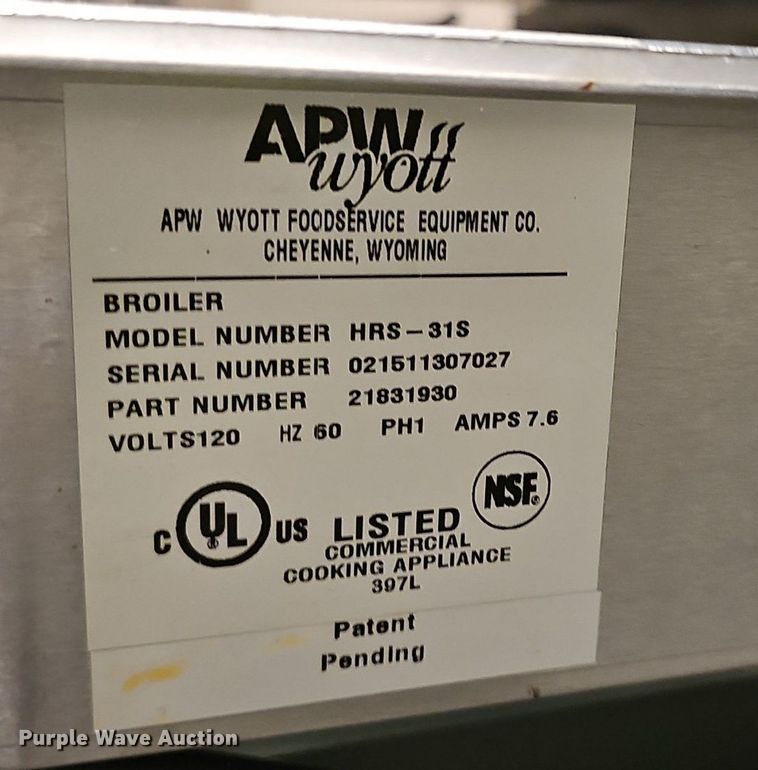 APW
wyott
APW WYOTT FOODSERVICE EQUIPMENT CO.
CHEYENNE, WYOMING
BROILER
MODEL NUMBER HRS-31S
SERIAL NUMBER 021511307027
PART NUMBER 21831930
VOLTS120 HZ 60 PH1 AMPS 7.6
NSF®
C UL® US LISTED
COMMERCIAL
COOKING APPLIANCE
397L
Patent
Pending
Purple Wave Auction